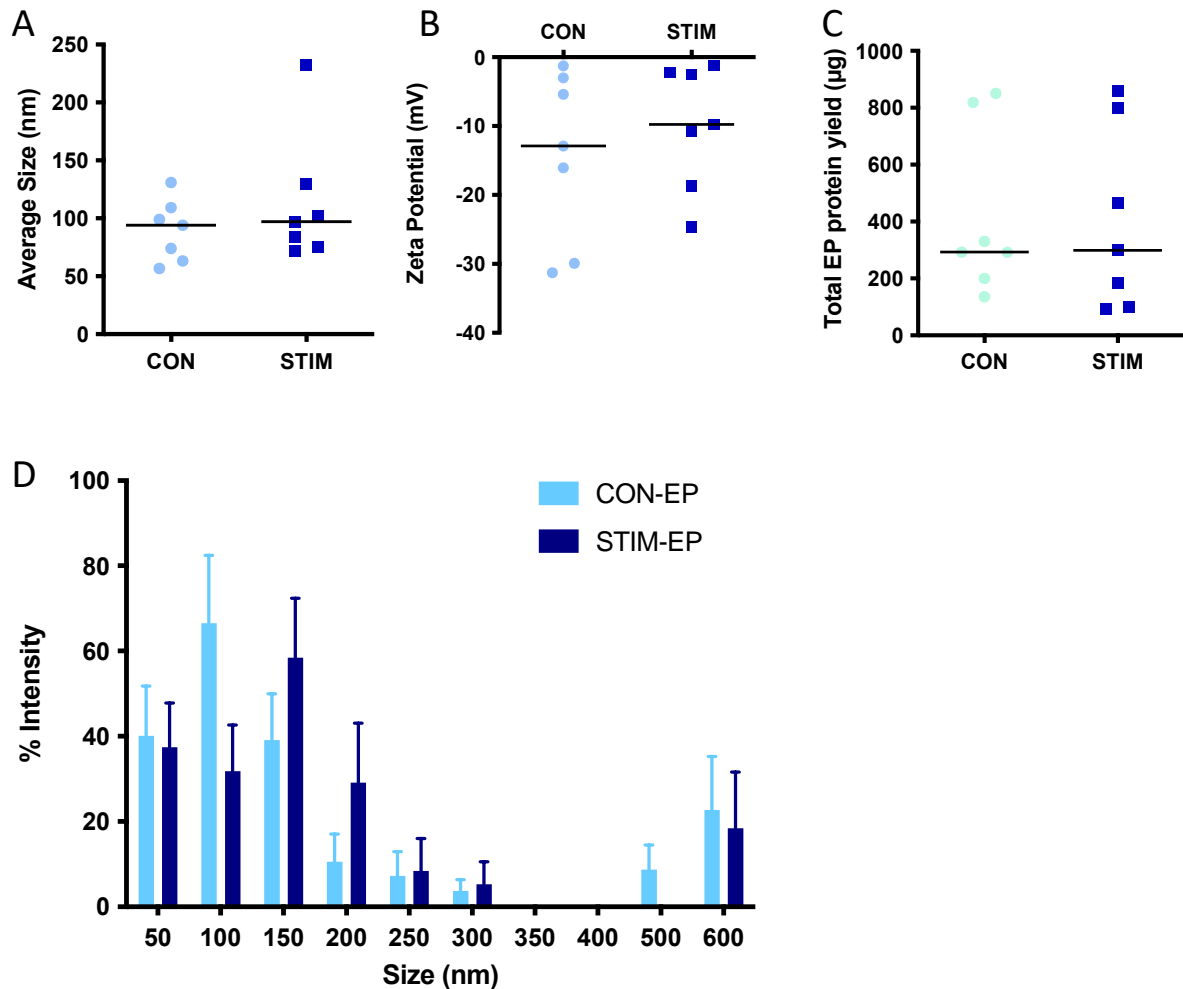 A
250
200
150
100
50
0
Average Size (nm)
CON
STIM
B
CON
STIM
0
-10
-20
-30
-40
Zeta Potential (mV)
C
1000
800
600
400
200
0
Total EP protein yield (µg)
CON
STIM
D
100
80
60
40
20
0
% Intensity
CON-EP
STIM-EP
50 100 150 200 250 300 350 400 500 600
Size (nm)